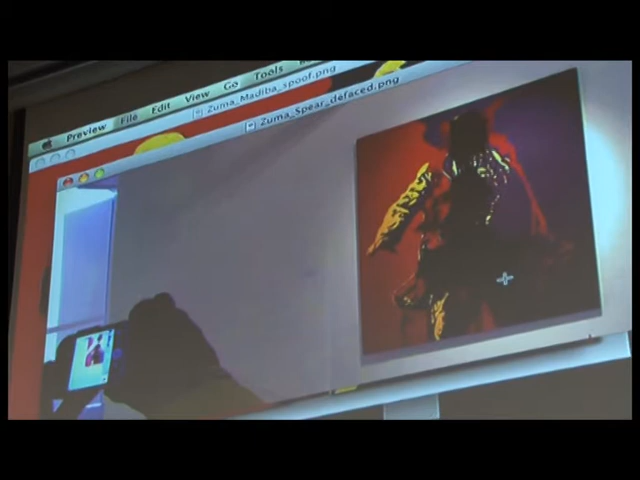 Preview File Edit View Go Tools
Zuma_Madiba_spoof.png
Zuma_Spear_defaced.png